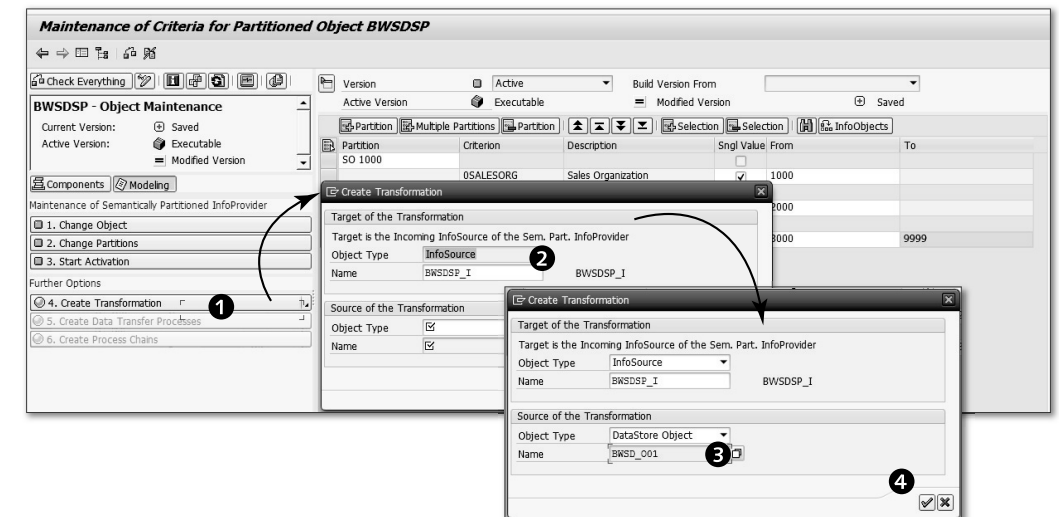 Maintenance of Criteria for Partitioned Object BWSDSP
Check Everything
BWSDSP - Object Maintenance
Current Version: Saved
Active Version: Executable
Modified Version
Components Modeling
Maintenance of Semantically Partitioned InfoProvider
1. Change Object
2. Change Partitions
3. Start Activation
Further Options
4. Create Transformation
1
5. Create Data Transfer Processes
6. Create Process Chains
Version Active Build Version From
Active Version Executable Modified Version Saved
Partition Multiple Partitions Partition Selection Selection InfoObjects
Partition Criterion Description Sngl Value From To
SO 1000
0SALESORG Sales Organization 1000
2000
3000 9999
Create Transformation
Target of the Transformation
Target is the Incoming InfoSource of the Sem. Part. InfoProvider
Object Type InfoSource
2
Name BWSDSP_I BWSDSP_I
Source of the Transformation
Object Type
Name
Create Transformation
Target of the Transformation
Target is the Incoming InfoSource of the Sem. Part. InfoProvider
Object Type InfoSource
Name BWSDSP_I BWSDSP_I
Source of the Transformation
Object Type DataStore Object
Name BWSD_O01
3
4